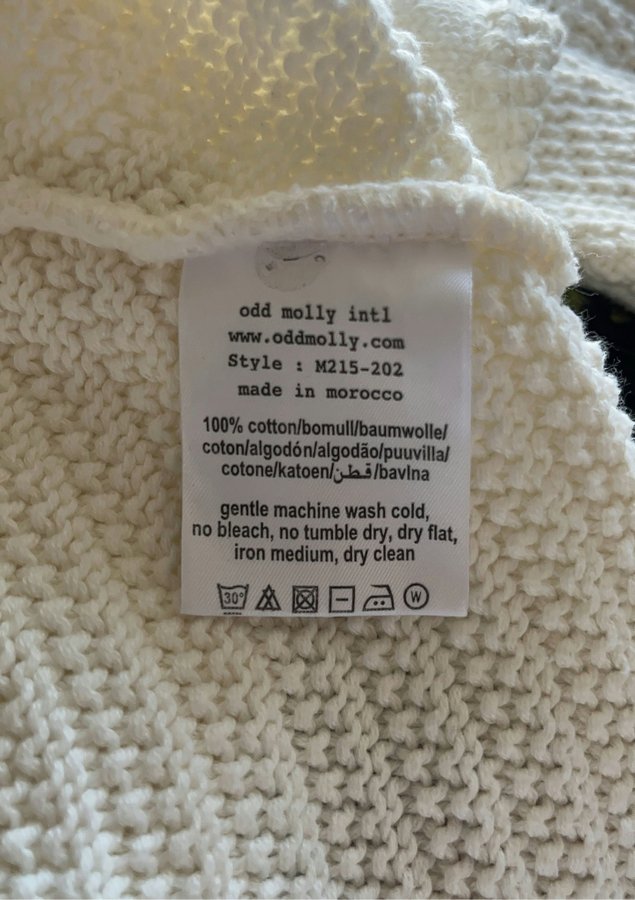 odd molly intl
www.oddmolly.com
Style : M215-202
made in morocco
100% cotton/bomull/baumwolle/
coton/algodón/algodão/puuvilla/
cotone/katoen/قطن/bavlna
gentle machine wash cold,
no bleach, no tumble dry, dry flat,
iron medium, dry clean
30° W